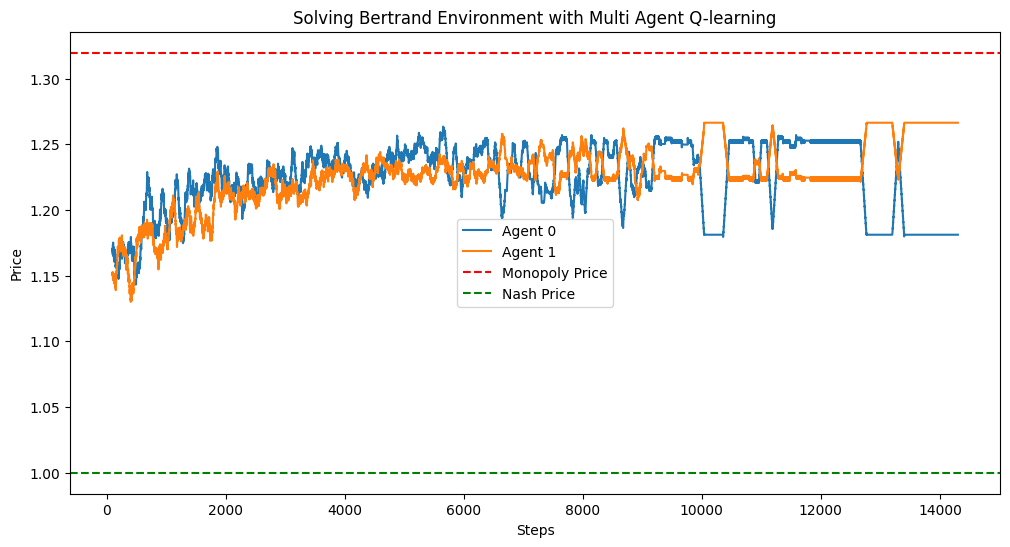 Solving Bertrand Environment with Multi Agent Q-learning
Price
1.30
1.25
1.20
1.15
1.10
1.05
1.00
Agent 0
Agent 1
Monopoly Price
Nash Price
0 2000 4000 6000 8000 10000 12000 14000
Steps